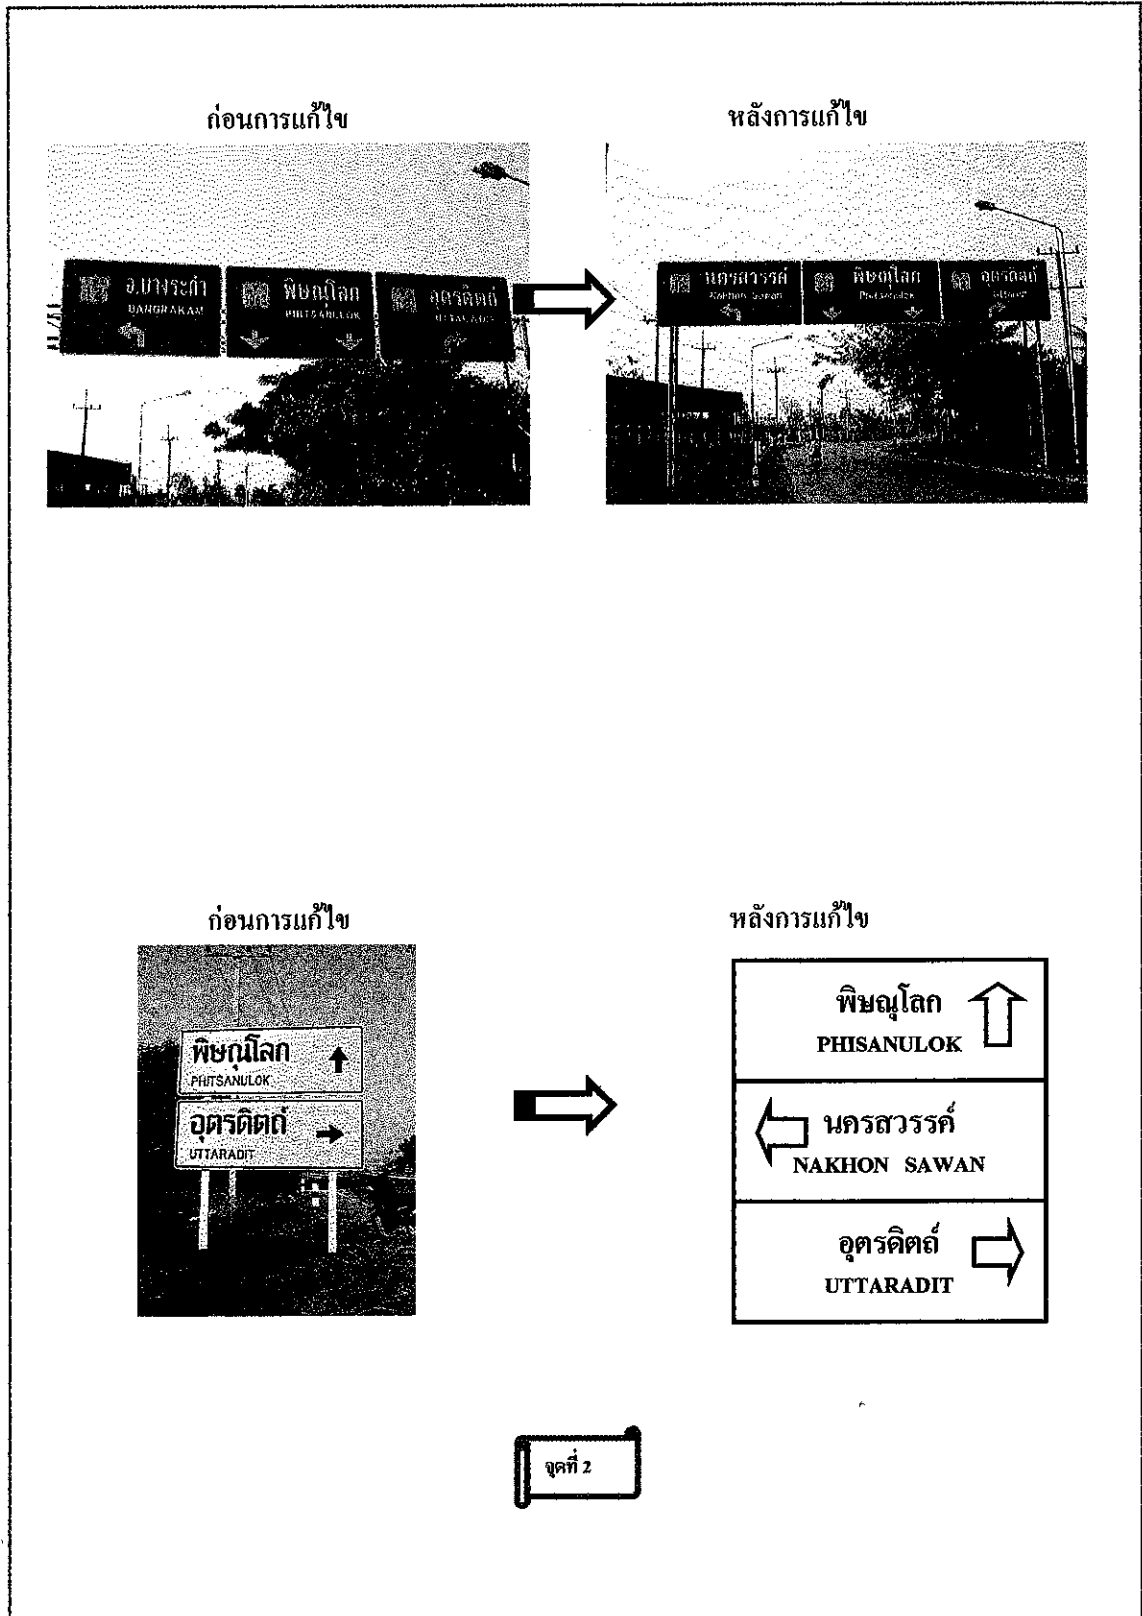 ก่อนการแก้ไข
หลังการแก้ไข
อ.บางระกำ
BANGRAKAM
พิษณุโลก
PHITSANULOK
อุตรดิตถ์
UTTARADIT
นครสวรรค์
Nakhon Sawan
พิษณุโลก
Phitsanulok
อุตรดิตถ์
ก่อนการแก้ไข
หลังการแก้ไข
พิษณุโลก
PHITSANULOK
อุตรดิตถ์
UTTARADIT
พิษณุโลก
PHISANULOK
นครสวรรค์
NAKHON SAWAN
อุตรดิตถ์
UTTARADIT
จุดที่ 2